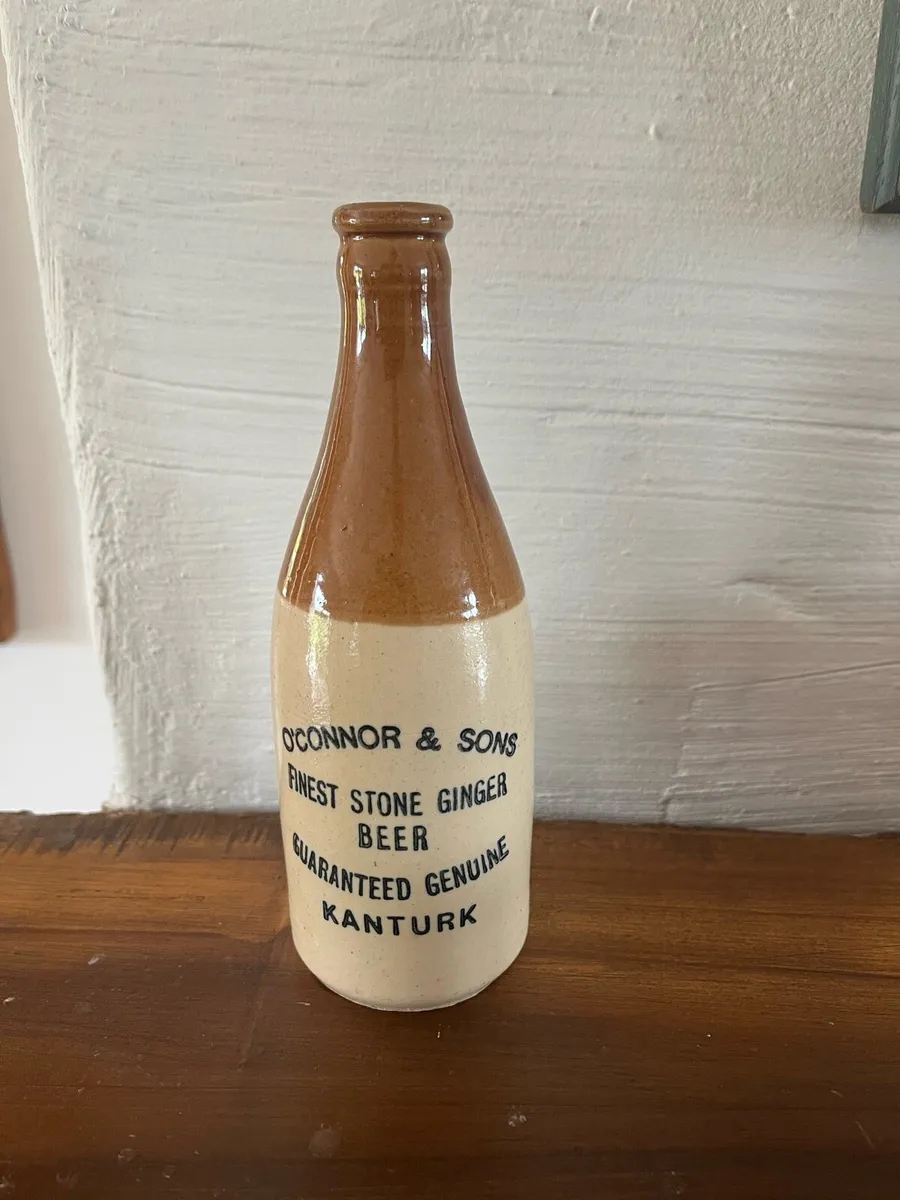 O'CONNOR & SONS
FINEST STONE GINGER
BEER
GUARANTEED GENUINE
KANTURK